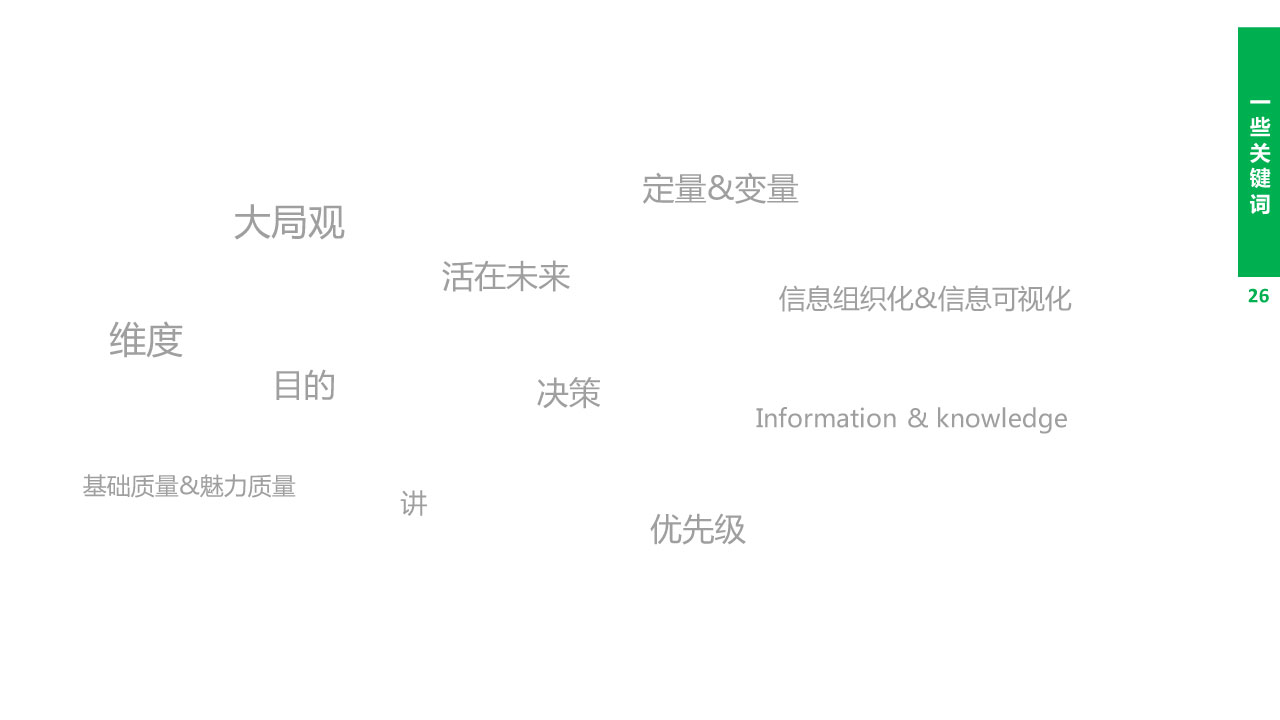 一些关键词
26
定量&变量
大局观
活在未来
信息组织化&信息可视化
维度
目的
决策
Information & knowledge
基础质量&魅力质量
讲
优先级